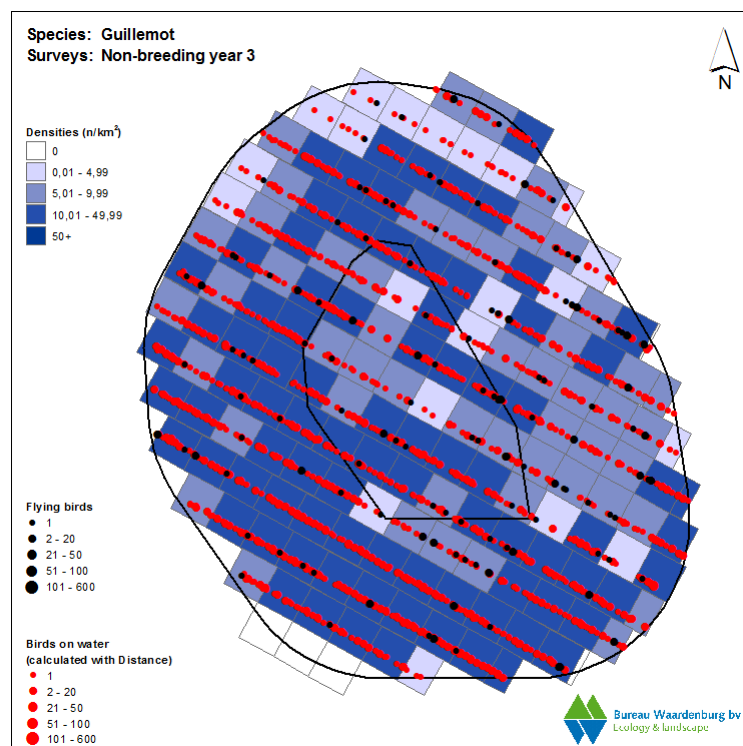 Species: Guillemot
Surveys: Non-breeding year 3
N
Densities (n/km²)
0
0,01 - 4,99
5,01 - 9,99
10,01 - 49,99
50+
Flying birds
1
2 - 20
21 - 50
51 - 100
101 - 600
Birds on water
(calculated with Distance)
1
2 - 20
21 - 50
51 - 100
101 - 600
Bureau Waardenburg bv
Ecology & landscape